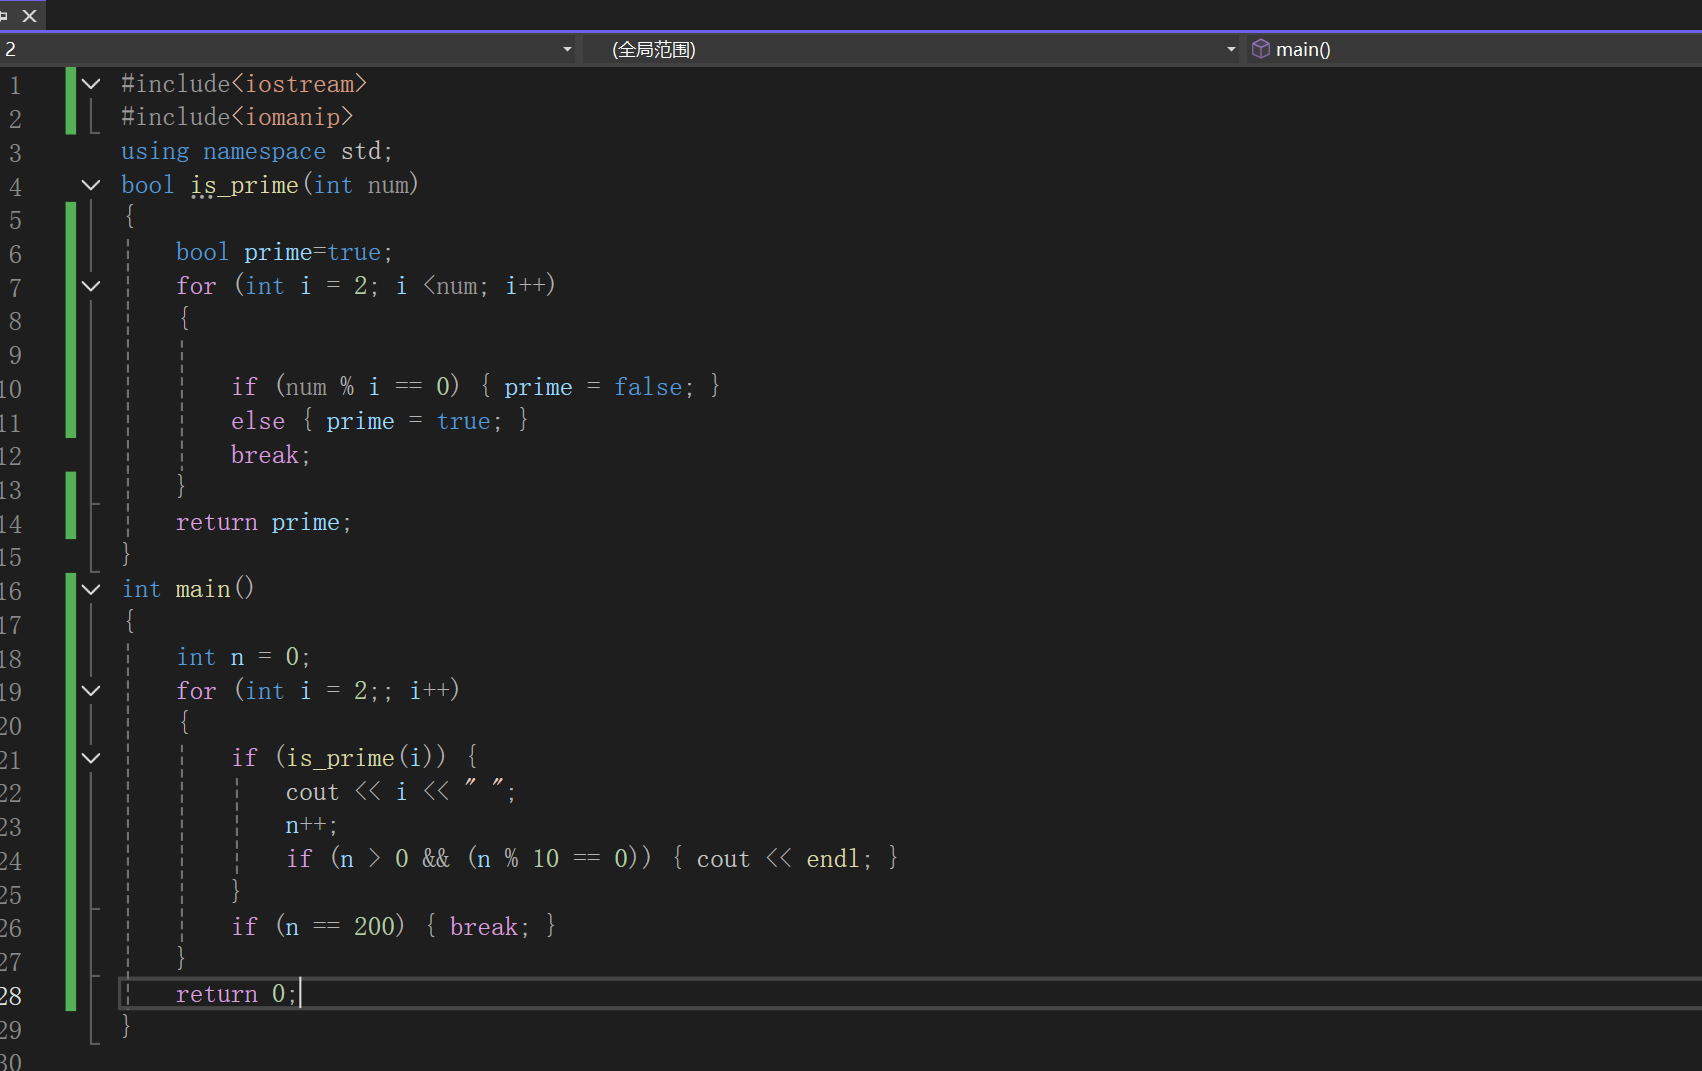 2 (全局范围) main()
1 #include<iostream>
2 #include<iomanip>
3 using namespace std;
4 bool is_prime(int num)
5 {
6 bool prime=true;
7 for (int i = 2; i <num; i++)
8 {
9
10 if (num % i == 0) { prime = false; }
11 else { prime = true; }
12 break;
13 }
14 return prime;
15 }
16 int main()
17 {
18 int n = 0;
19 for (int i = 2;; i++)
20 {
21 if (is_prime(i)) {
22 cout << i << " ";
23 n++;
24 if (n > 0 && (n % 10 == 0)) { cout << endl; }
25 }
26 if (n == 200) { break; }
27 }
28 return 0;
29 }
30